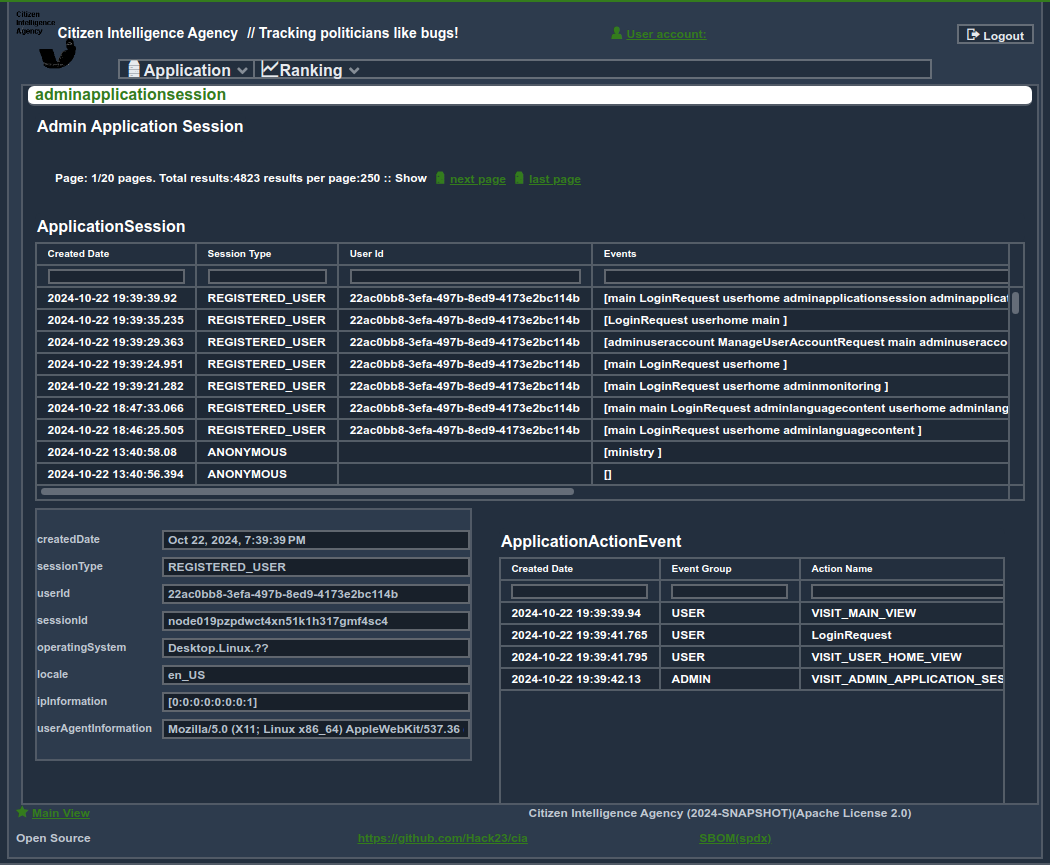 Citizen
Intelligence
Agency
Citizen Intelligence Agency // Tracking politicians like bugs!
User account:
Logout
Application
Ranking
adminapplicationsession
Admin Application Session
Page: 1/20 pages. Total results:4823 results per page:250 :: Show next page last page
ApplicationSession
Created Date Session Type User Id Events
2024-10-22 19:39:39.92 REGISTERED_USER 22ac0bb8-3efa-497b-8ed9-4173e2bc114b [main LoginRequest userhome adminapplicationsession adminapplicat
2024-10-22 19:39:35.235 REGISTERED_USER 22ac0bb8-3efa-497b-8ed9-4173e2bc114b [LoginRequest userhome main ]
2024-10-22 19:39:29.363 REGISTERED_USER 22ac0bb8-3efa-497b-8ed9-4173e2bc114b [adminuseraccount ManageUserAccountRequest main adminuseracco
2024-10-22 19:39:24.951 REGISTERED_USER 22ac0bb8-3efa-497b-8ed9-4173e2bc114b [main LoginRequest userhome ]
2024-10-22 19:39:21.282 REGISTERED_USER 22ac0bb8-3efa-497b-8ed9-4173e2bc114b [main LoginRequest userhome adminmonitoring ]
2024-10-22 18:47:33.066 REGISTERED_USER 22ac0bb8-3efa-497b-8ed9-4173e2bc114b [main main LoginRequest adminlanguagecontent userhome adminlang
2024-10-22 18:46:25.505 REGISTERED_USER 22ac0bb8-3efa-497b-8ed9-4173e2bc114b [main LoginRequest userhome adminlanguagecontent ]
2024-10-22 13:40:58.08 ANONYMOUS [ministry ]
2024-10-22 13:40:56.394 ANONYMOUS []
createdDate Oct 22, 2024, 7:39:39 PM
sessionType REGISTERED_USER
userId 22ac0bb8-3efa-497b-8ed9-4173e2bc114b
sessionId node019pzpdwct4xn51k1h317gmf4sc4
operatingSystem Desktop.Linux.??
locale en_US
ipInformation [0:0:0:0:0:0:0:1]
userAgentInformation Mozilla/5.0 (X11; Linux x86_64) AppleWebKit/537.36
ApplicationActionEvent
Created Date Event Group Action Name
2024-10-22 19:39:39.94 USER VISIT_MAIN_VIEW
2024-10-22 19:39:41.765 USER LoginRequest
2024-10-22 19:39:41.795 USER VISIT_USER_HOME_VIEW
2024-10-22 19:39:42.13 ADMIN VISIT_ADMIN_APPLICATION_SES
Main View
Citizen Intelligence Agency (2024-SNAPSHOT)(Apache License 2.0)
Open Source
https://github.com/Hack23/cia
SBOM(spdx)